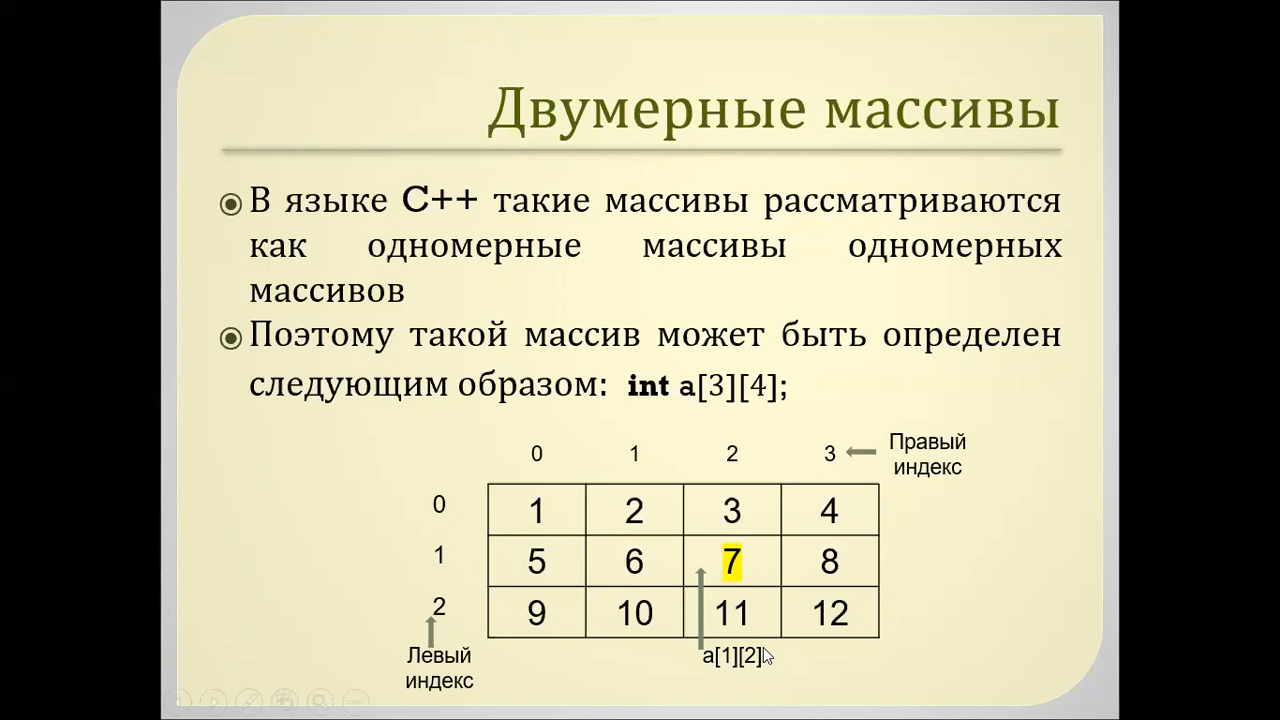 Двумерные массивы
В языке C++ такие массивы рассматриваются
как одномерные массивы одномерных
массивов
Поэтому такой массив может быть определен
следующим образом: int a[3][4];
0 1 2 3 Правый
индекс
0 1 2 3 4
1 5 6 7 8
2 9 10 11 12
Левый
индекс
a[1][2]